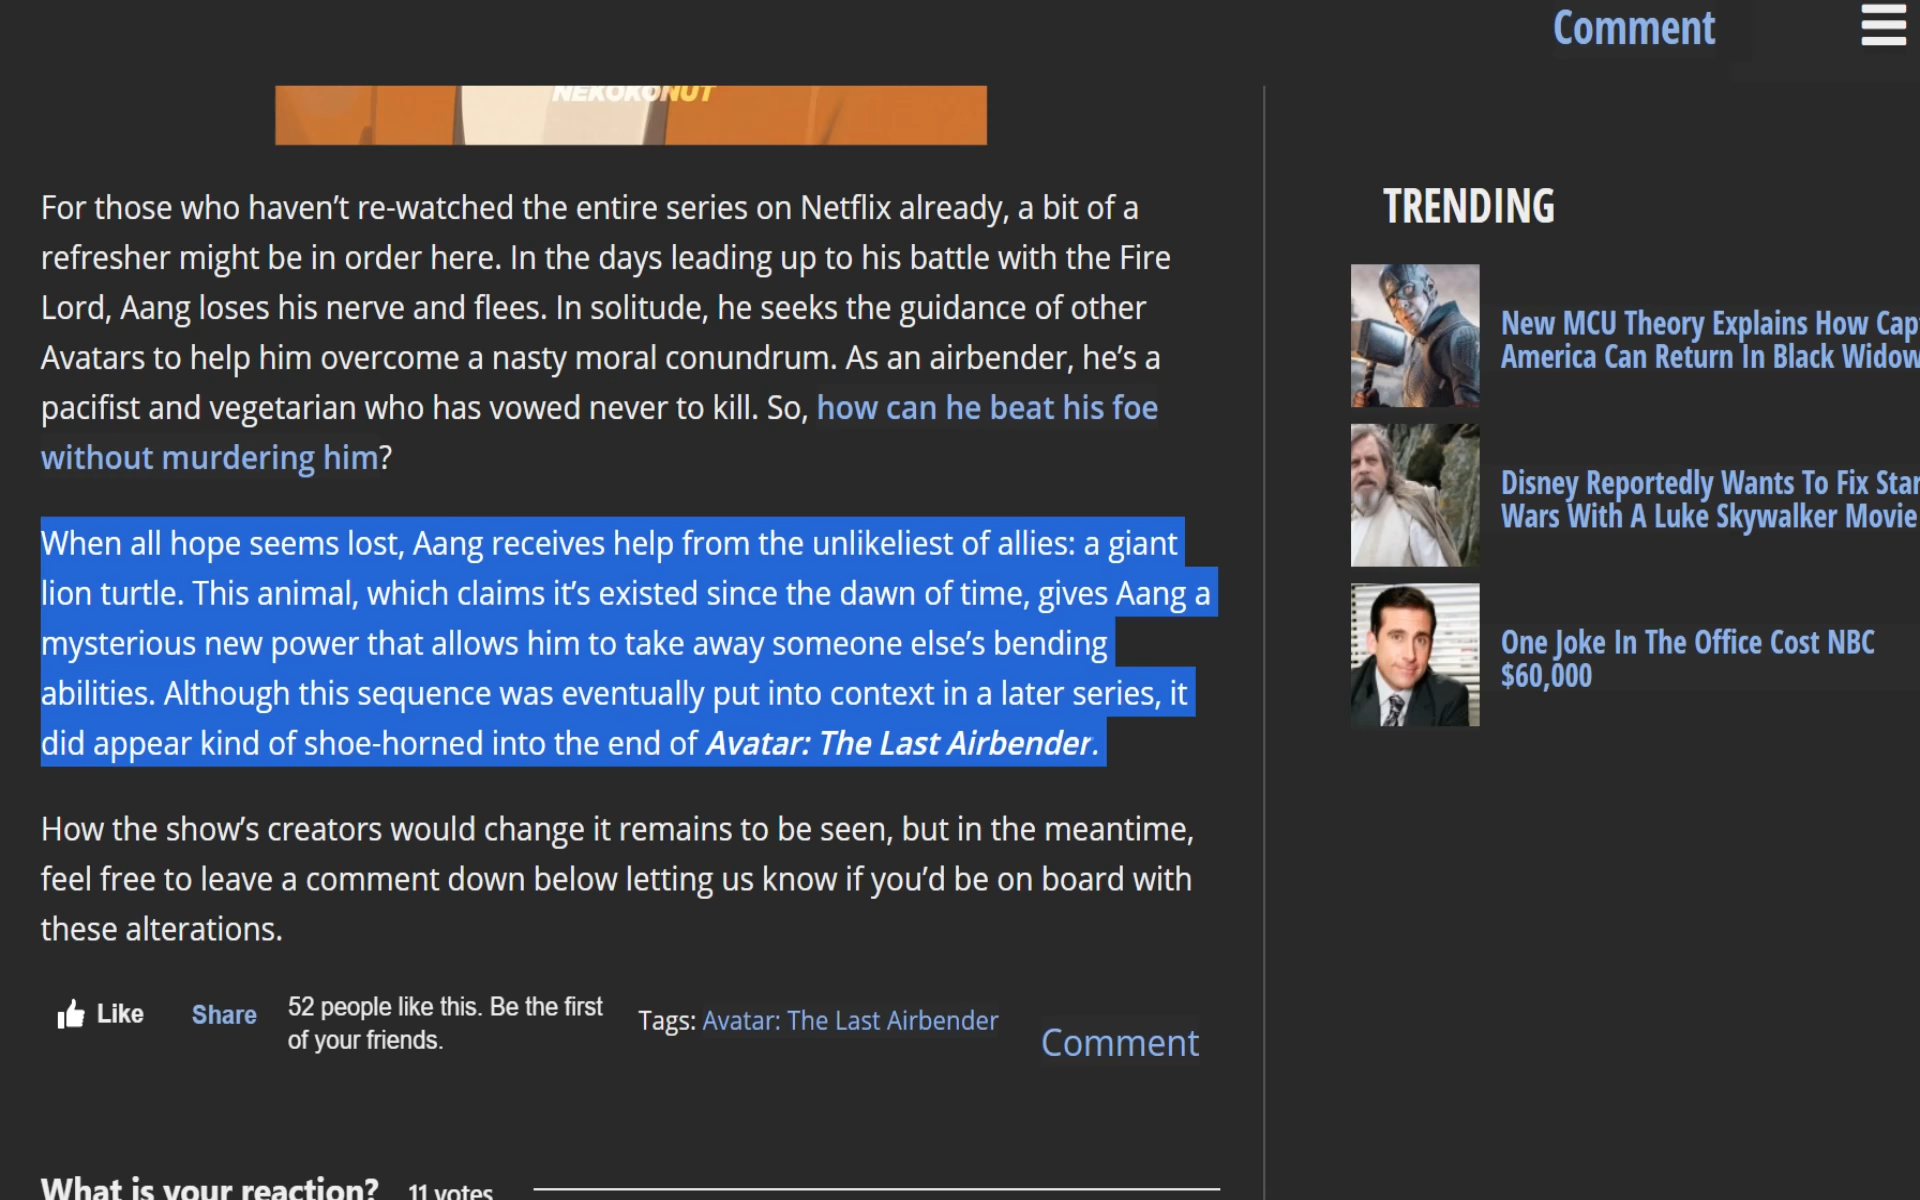 Comment
NEKOKONUT
For those who haven’t re-watched the entire series on Netflix already, a bit of a
refresher might be in order here. In the days leading up to his battle with the Fire
Lord, Aang loses his nerve and flees. In solitude, he seeks the guidance of other
Avatars to help him overcome a nasty moral conundrum. As an airbender, he’s a
pacifist and vegetarian who has vowed never to kill. So, how can he beat his foe
without murdering him?
When all hope seems lost, Aang receives help from the unlikeliest of allies: a giant
lion turtle. This animal, which claims it’s existed since the dawn of time, gives Aang a
mysterious new power that allows him to take away someone else’s bending
abilities. Although this sequence was eventually put into context in a later series, it
did appear kind of shoe-horned into the end of Avatar: The Last Airbender.
How the show’s creators would change it remains to be seen, but in the meantime,
feel free to leave a comment down below letting us know if you’d be on board with
these alterations.
Like
Share
52 people like this. Be the first
of your friends.
Tags: Avatar: The Last Airbender
Comment
What is your reaction? 11 votes
TRENDING
New MCU Theory Explains How Cap
America Can Return In Black Widow
Disney Reportedly Wants To Fix Star
Wars With A Luke Skywalker Movie
One Joke In The Office Cost NBC
$60,000